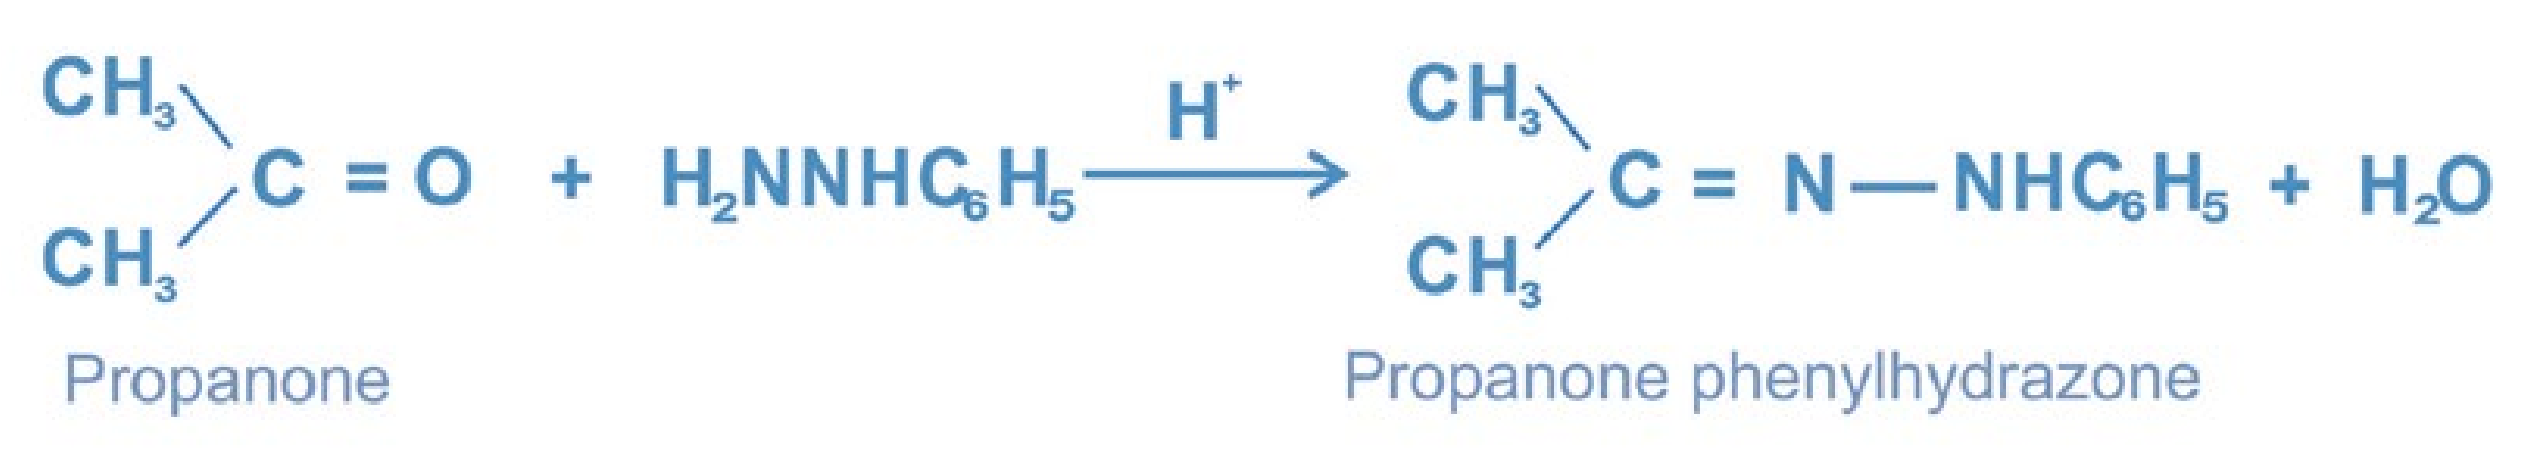 CH₃
C = O + H₂NNHC₆H₅ H⁺ → CH₃
C = N — NHC₆H₅ + H₂O
CH₃ CH₃
Propanone Propanone phenylhydrazone